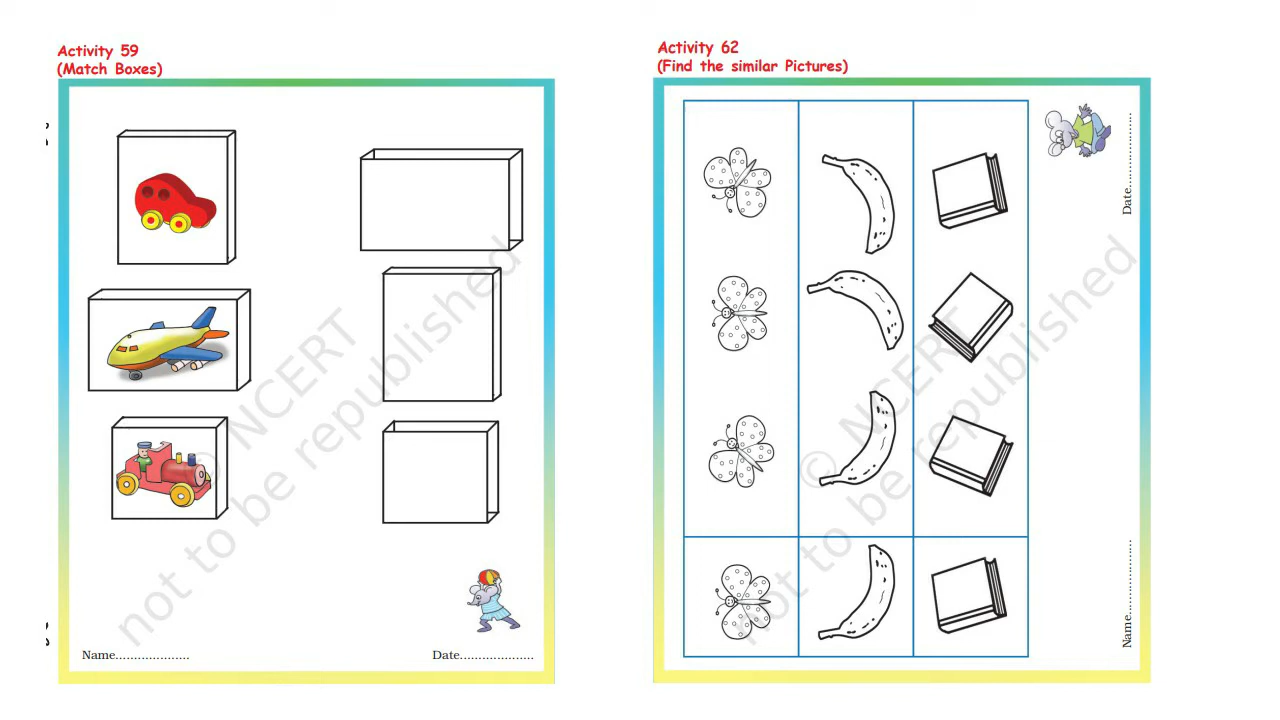 Activity 59
(Match Boxes)
© NCERT
not to be republished
Name....................
Date....................
Activity 62
(Find the similar Pictures)
© NCERT
not to be republished
Date....................
Name....................